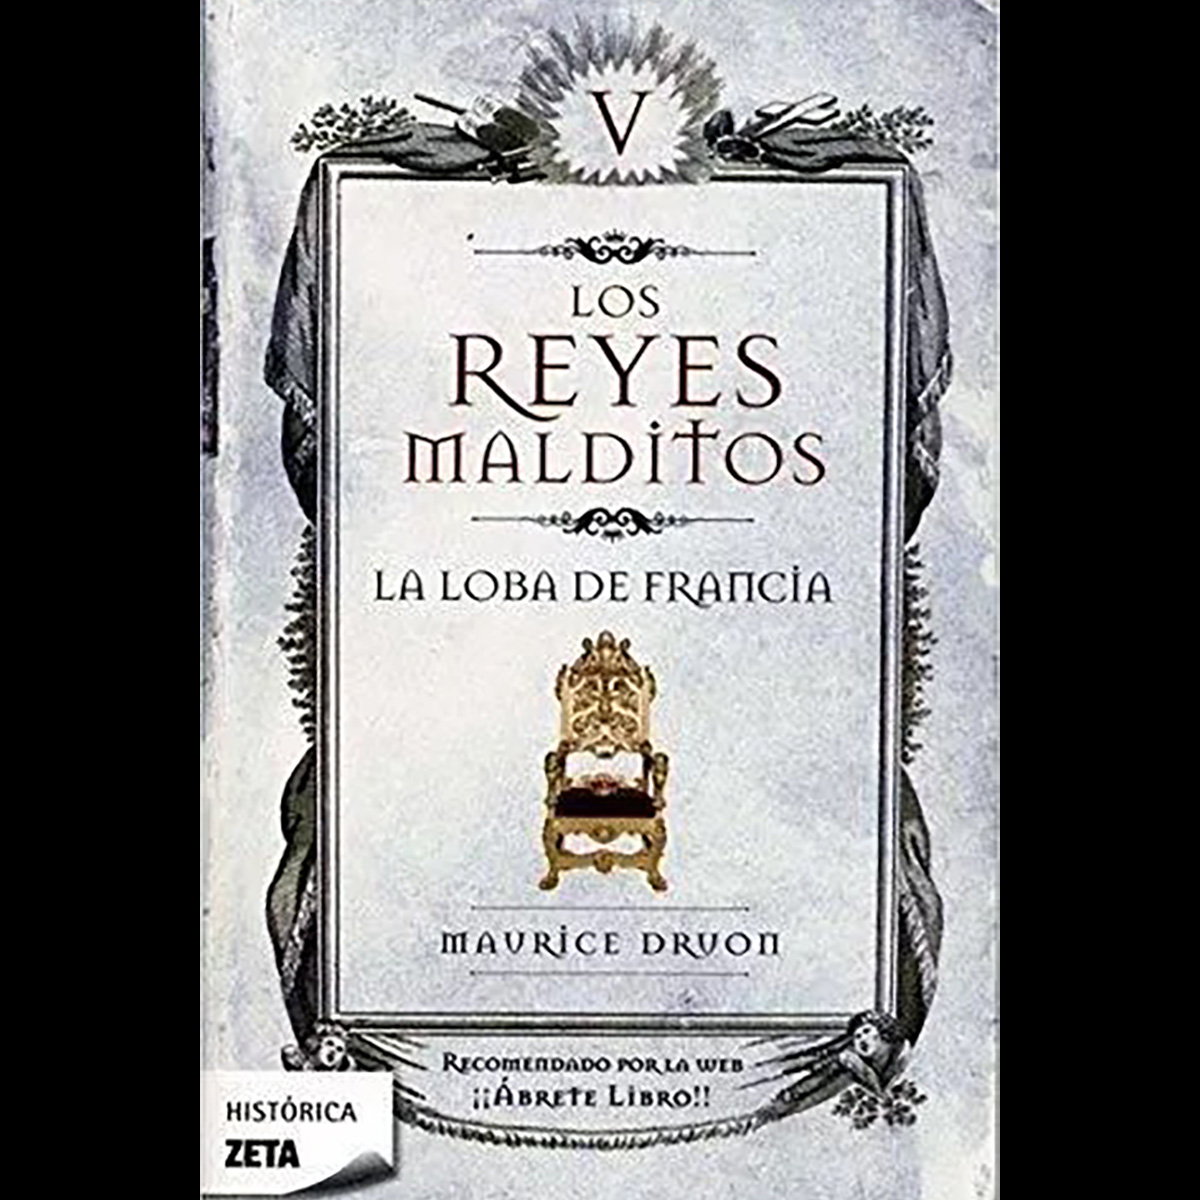 V
LOS
REYES
MALDITOS
LA LOBA DE FRANCIA
MAURICE DRUON
RECOMENDADO POR LA WEB
¡¡ÁBRETE LIBRO!!
HISTÓRICA
ZETA